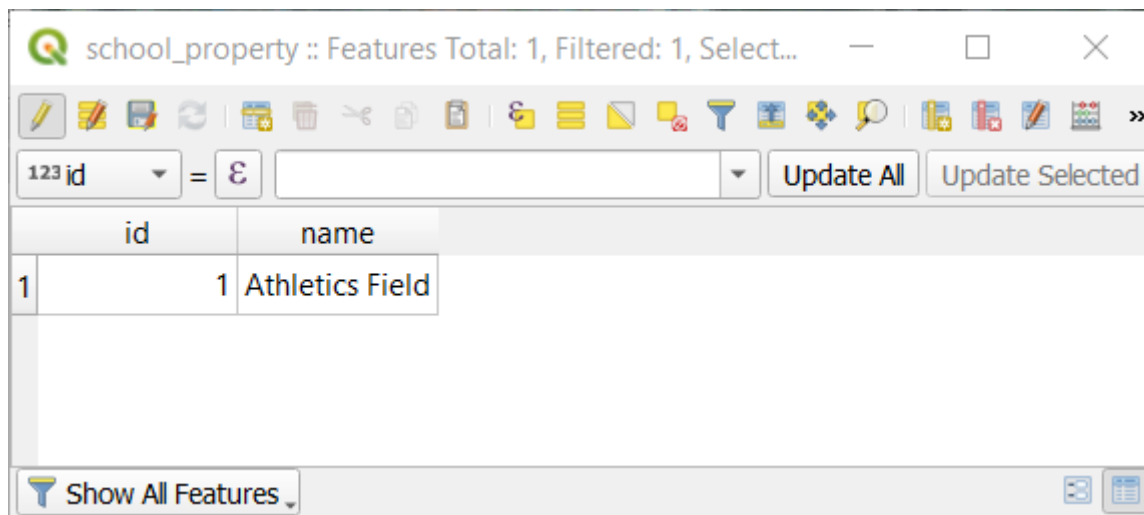 school_property :: Features Total: 1, Filtered: 1, Select...
123 id = ε Update All Update Selected
id name
1 1 Athletics Field
Show All Features